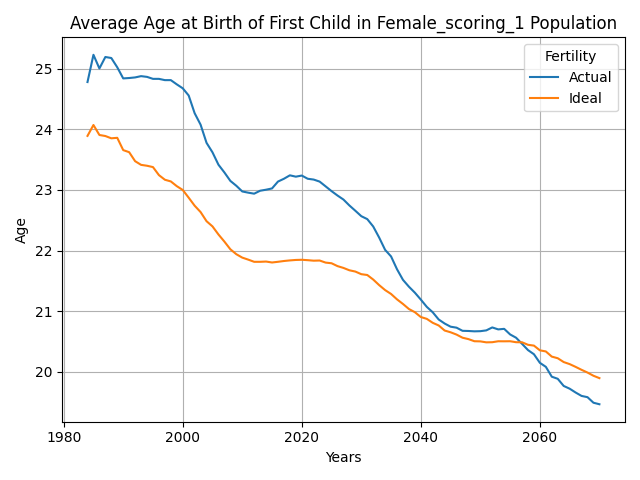 Average Age at Birth of First Child in Female_scoring_1 Population
Fertility
Actual
Ideal
Age
25
24
23
22
21
20
1980
2000
2020
2040
2060
Years